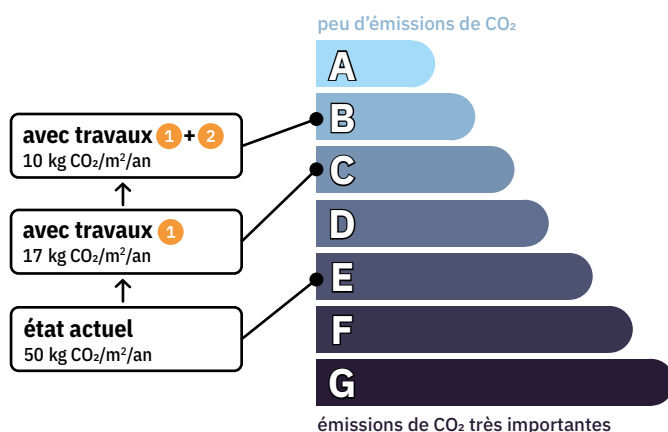 peu d'émissions de CO₂
A
B
C
D
E
F
G
émissions de CO₂ très importantes
avec travaux 1 + 2
10 kg CO₂/m²/an
avec travaux 1
17 kg CO₂/m²/an
état actuel
50 kg CO₂/m²/an